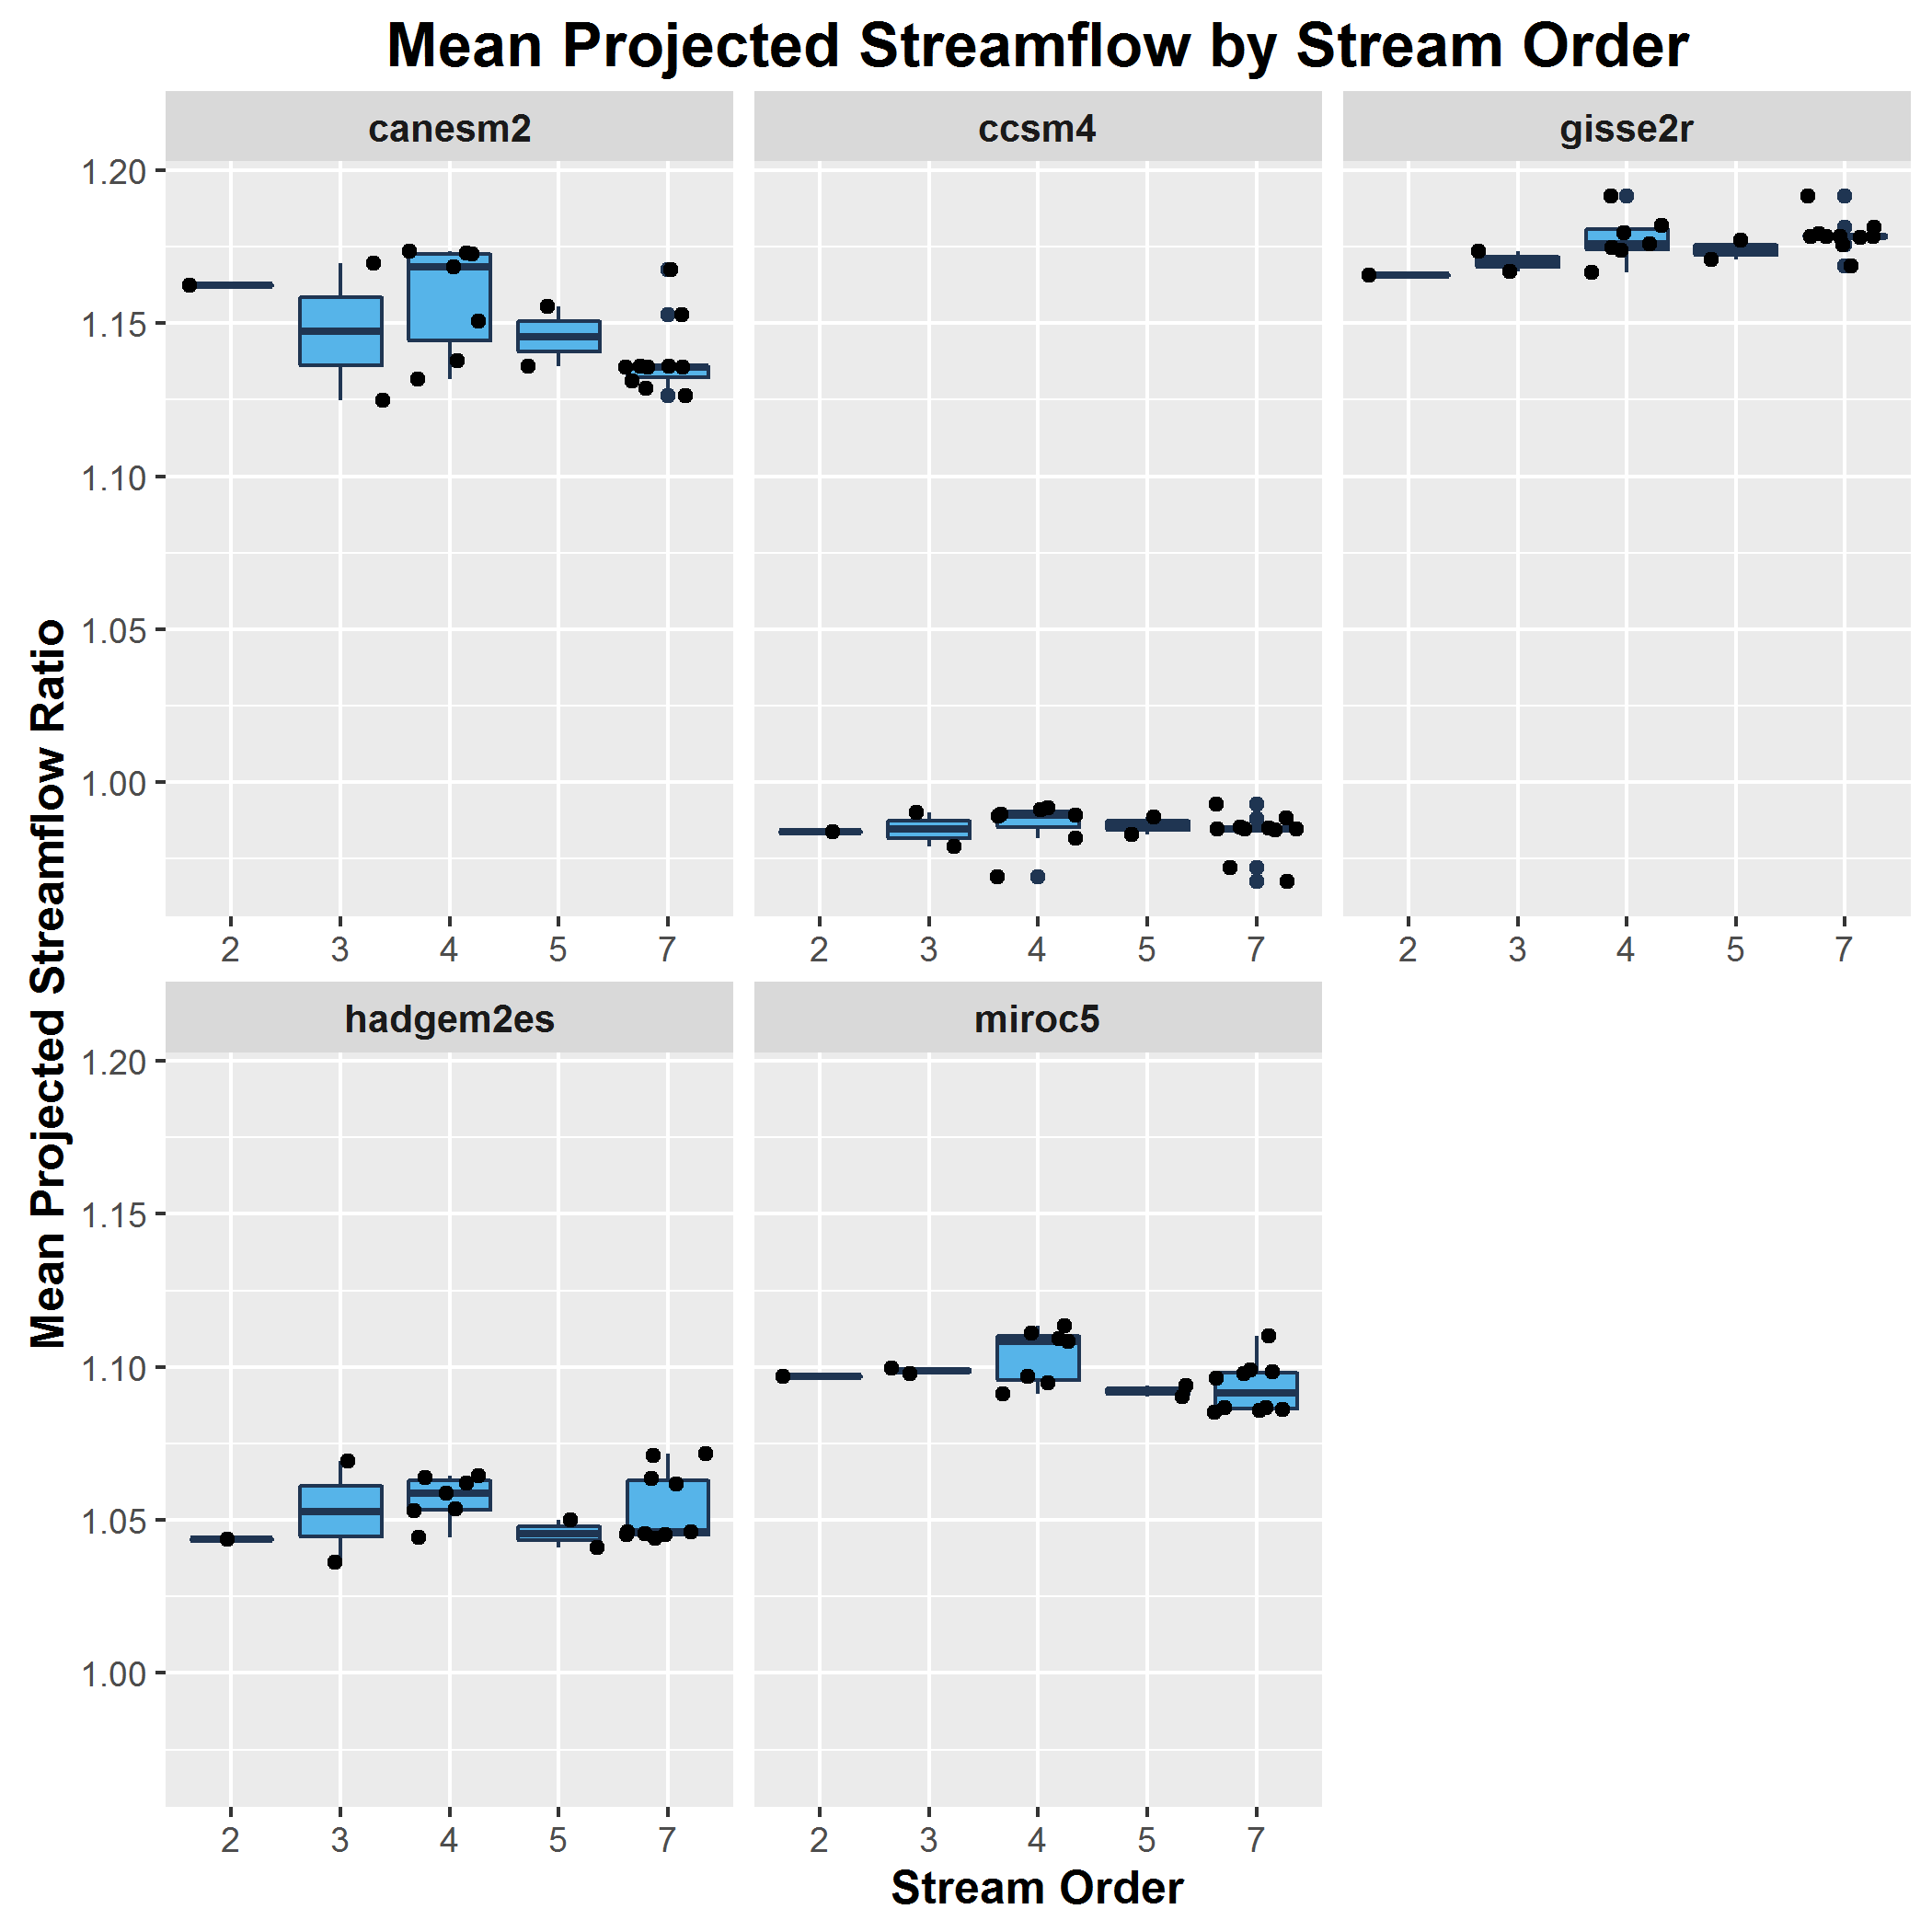 Mean Projected Streamflow by Stream Order
canesm2 ccsm4 gisse2r
1.20
1.15
1.10
1.05
1.00
2 3 4 5 7 2 3 4 5 7 2 3 4 5 7
Mean Projected Streamflow Ratio
hadgem2es miroc5
1.20
1.15
1.10
1.05
1.00
2 3 4 5 7 2 3 4 5 7
Stream Order